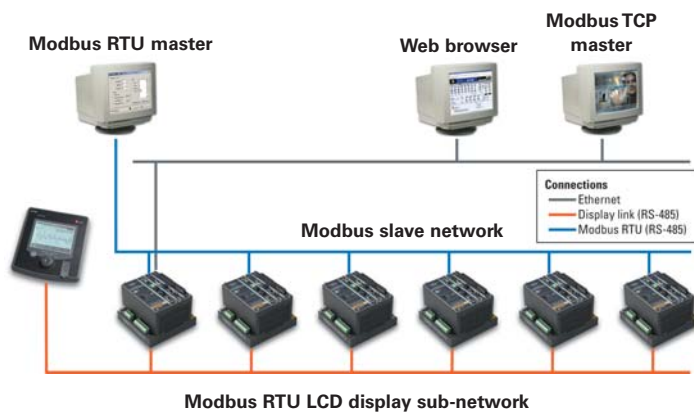 Modbus RTU master
Web browser
Modbus TCP
master
Connections
Ethernet
Display link (RS-485)
Modbus RTU (RS-485)
Modbus slave network
Modbus RTU LCD display sub-network